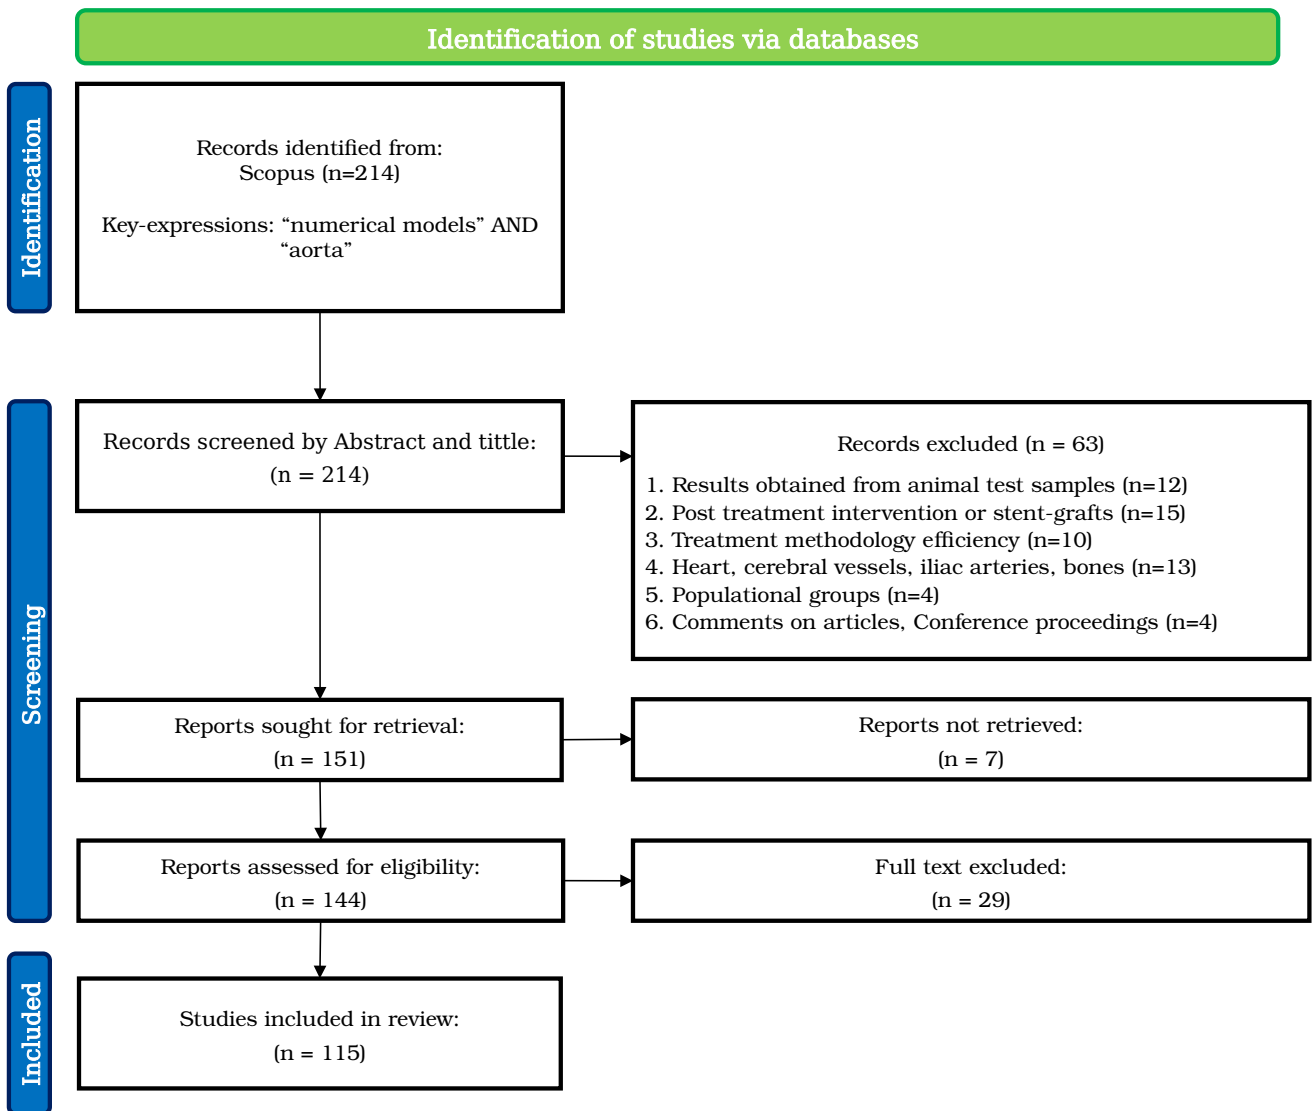 Identification of studies via databases
Identification
Records identified from:
Scopus (n=214)
Key-expressions: “numerical models” AND
“aorta”
Screening
Records screened by Abstract and tittle:
(n = 214)
Records excluded (n = 63)
1. Results obtained from animal test samples (n=12)
2. Post treatment intervention or stent-grafts (n=15)
3. Treatment methodology efficiency (n=10)
4. Heart, cerebral vessels, iliac arteries, bones (n=13)
5. Populational groups (n=4)
6. Comments on articles, Conference proceedings (n=4)
Reports sought for retrieval:
(n = 151)
Reports not retrieved:
(n = 7)
Reports assessed for eligibility:
(n = 144)
Full text excluded:
(n = 29)
Included
Studies included in review:
(n = 115)